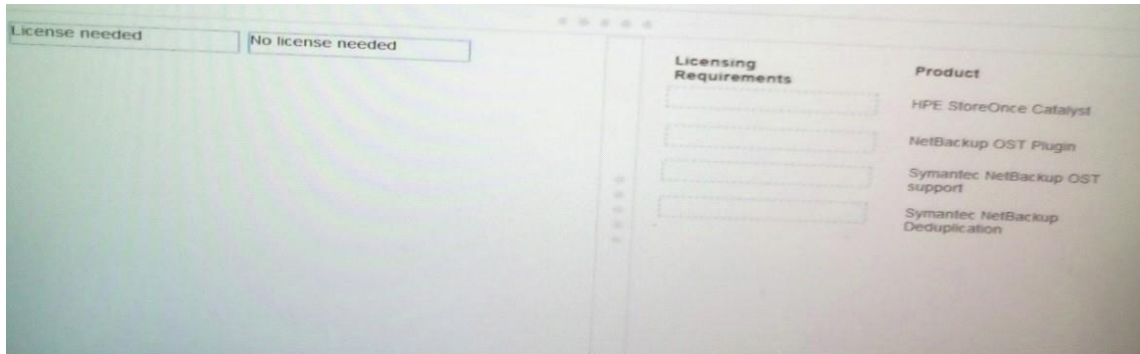 License needed
No license needed
Licensing
Requirements
Product
HPE StoreOnce Catalyst
NetBackup OST Plugin
Symantec NetBackup OST
support
Symantec NetBackup
Deduplication